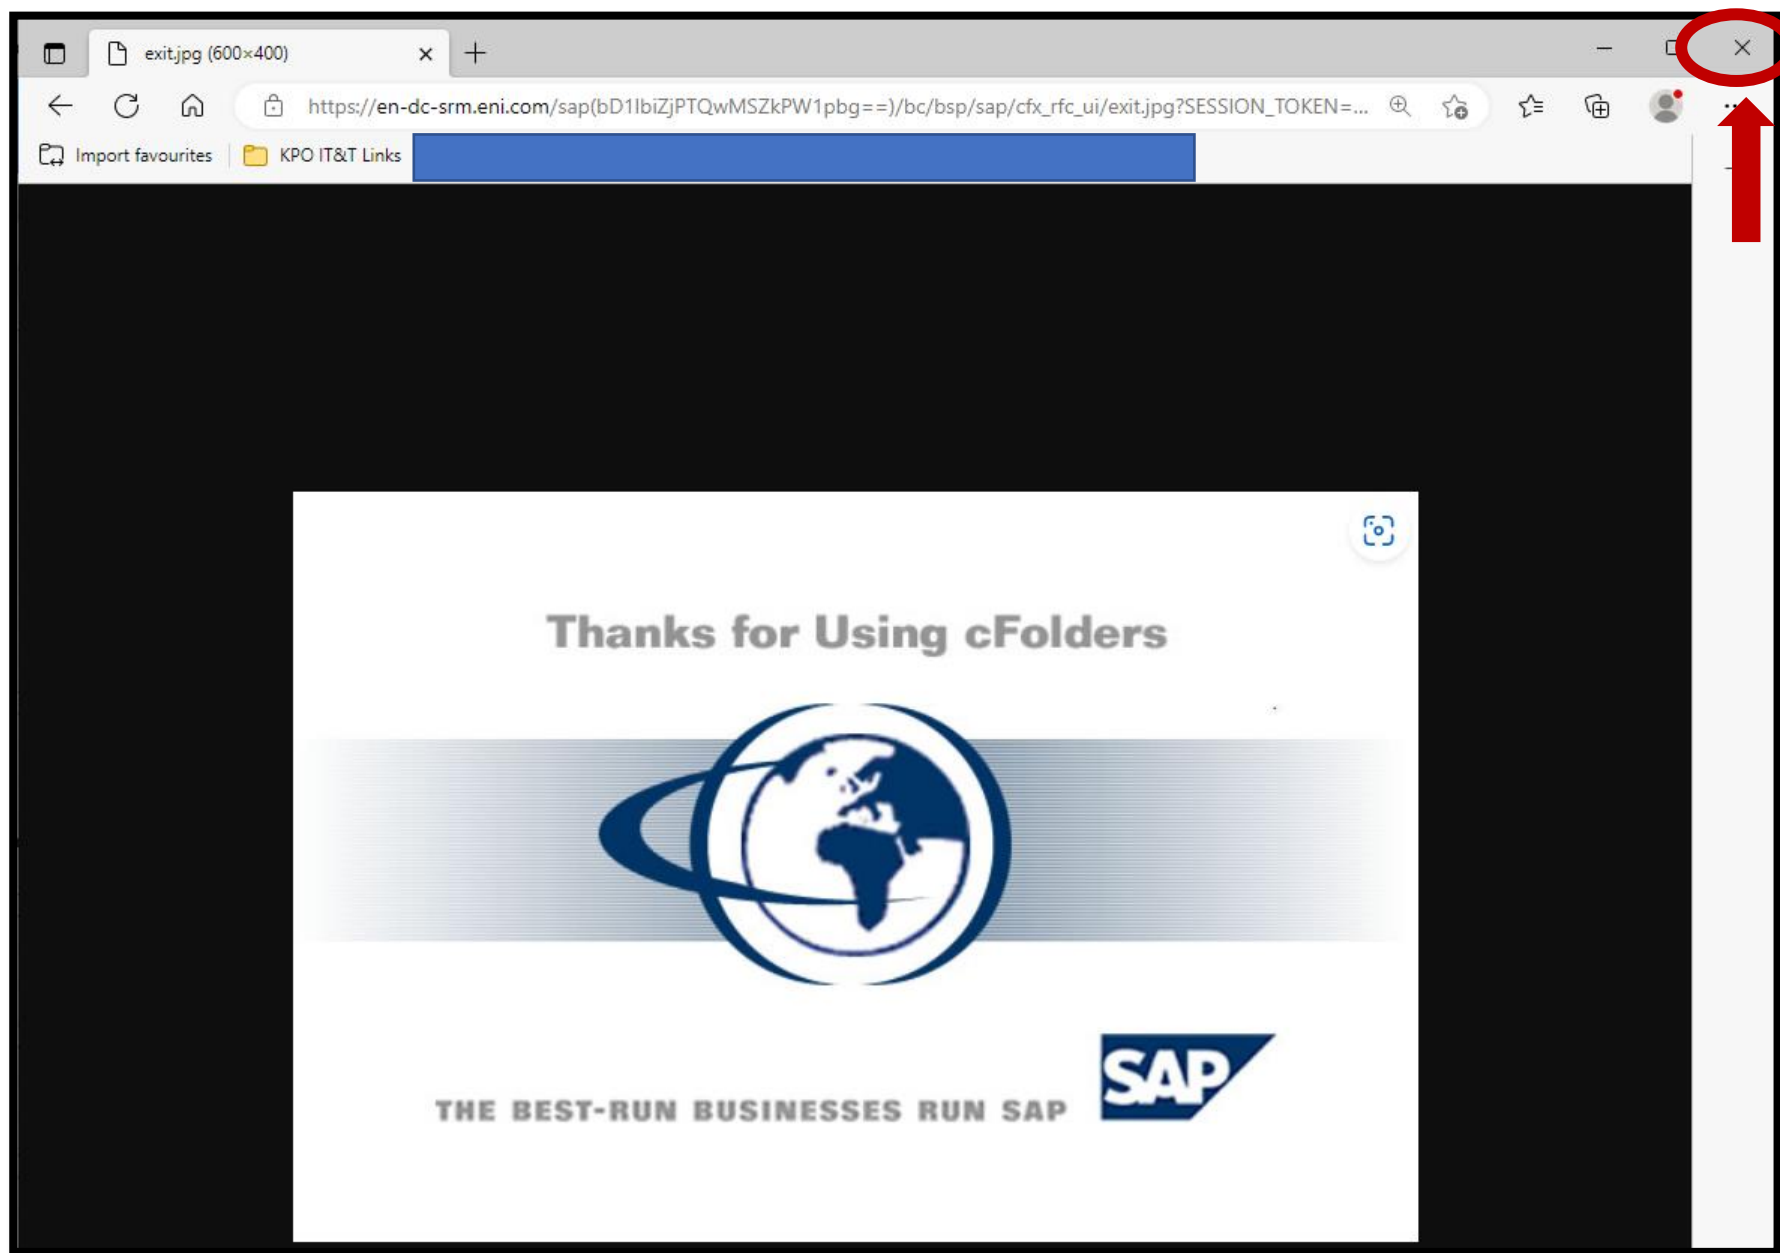 exit.jpg (600×400)
https://en-dc-srm.eni.com/sap(bD1lbiZjPTQwMSZkPW1pbg==)/bc/bsp/sap/cfx_rfc_ui/exit.jpg?SESSION_TOKEN=...
Import favourites KPO IT&T Links
Thanks for Using cFolders
THE BEST-RUN BUSINESSES RUN SAP
SAP